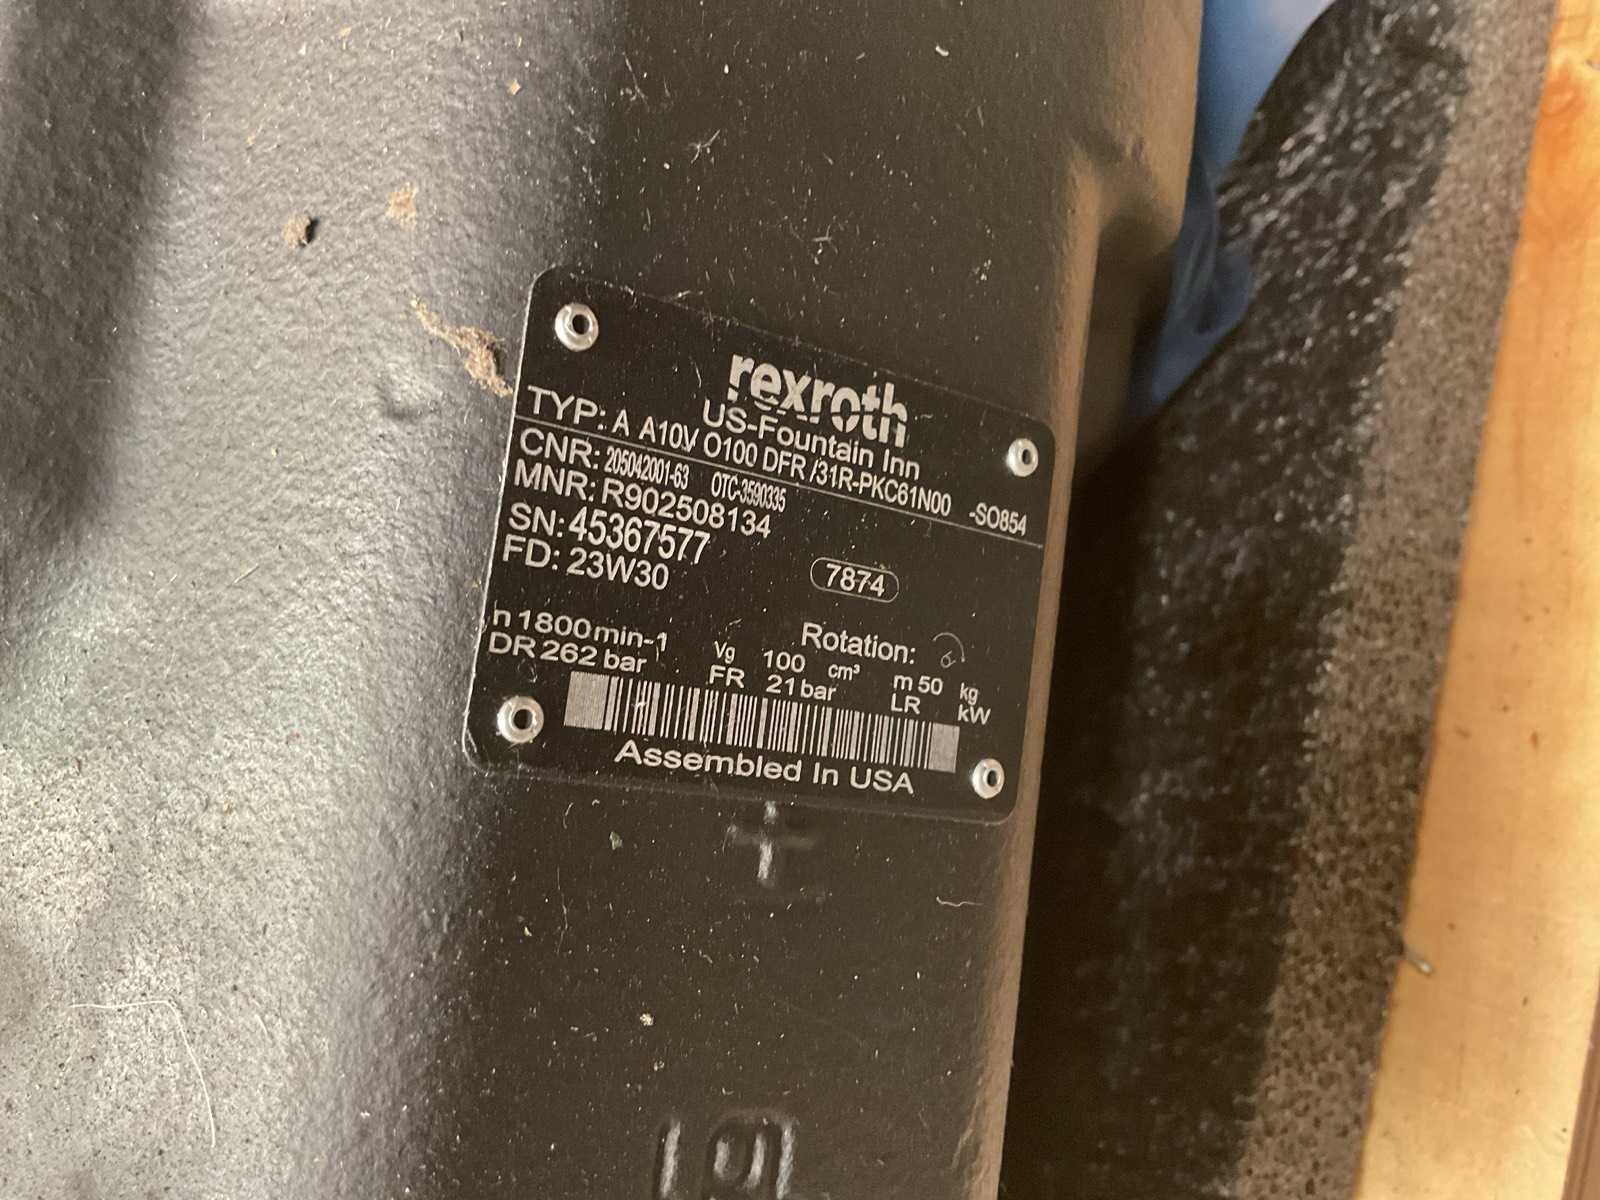 rexroth
US-Fountain Inn
TYP: A A10V O100 DFR /31R-PKC61N00 -SO854
CNR: 205042001-63 OTC-3590335
MNR: R902508134
SN: 45367577
FD: 23W30
7874
Rotation:
n 1800 min-1 Vg 100 cm³ m 50 kg
DR 262 bar FR 21 bar LR kW
Assembled In USA